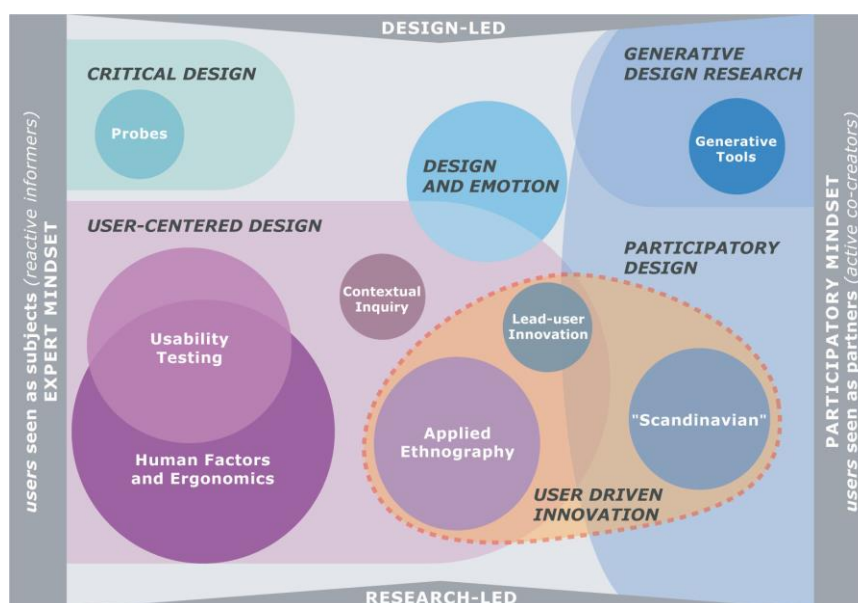 DESIGN-LED
CRITICAL DESIGN
Probes
GENERATIVE
DESIGN RESEARCH
Generative
Tools
DESIGN
AND EMOTION
USER-CENTERED DESIGN
Contextual
Inquiry
PARTICIPATORY
DESIGN
Lead-user
Innovation
Usability
Testing
"Scandinavian"
Applied
Ethnography
Human Factors
and Ergonomics
USER DRIVEN
INNOVATION
RESEARCH-LED
users seen as subjects (reactive informers)
EXPERT MINDSET
PARTICIPATORY MINDSET
users seen as partners (active co-creators)